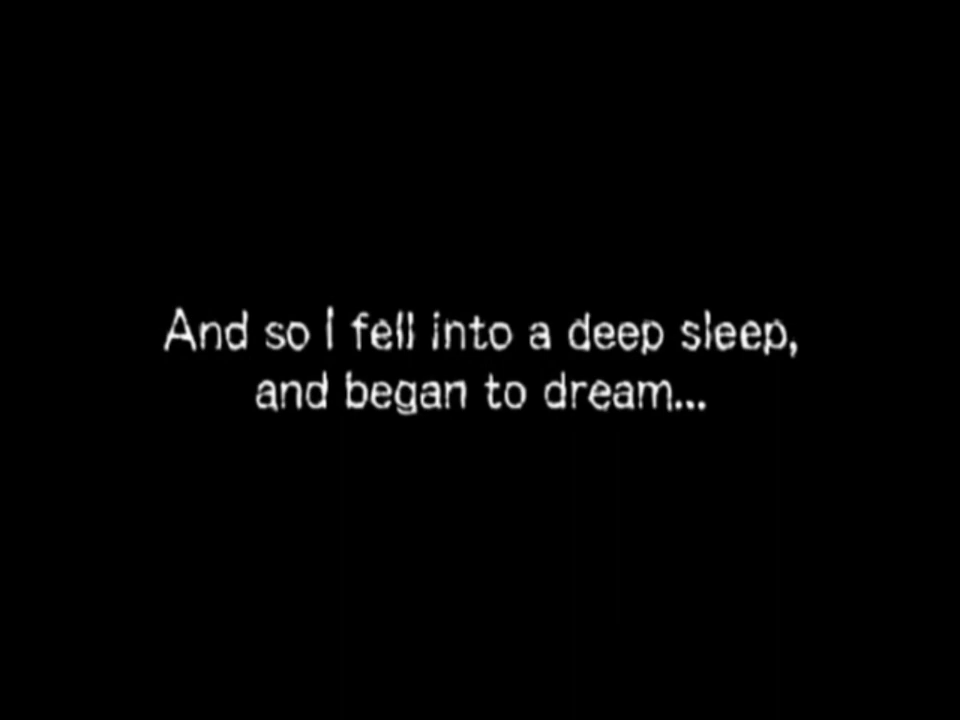 And so I fell into a deep sleep,
and began to dream...